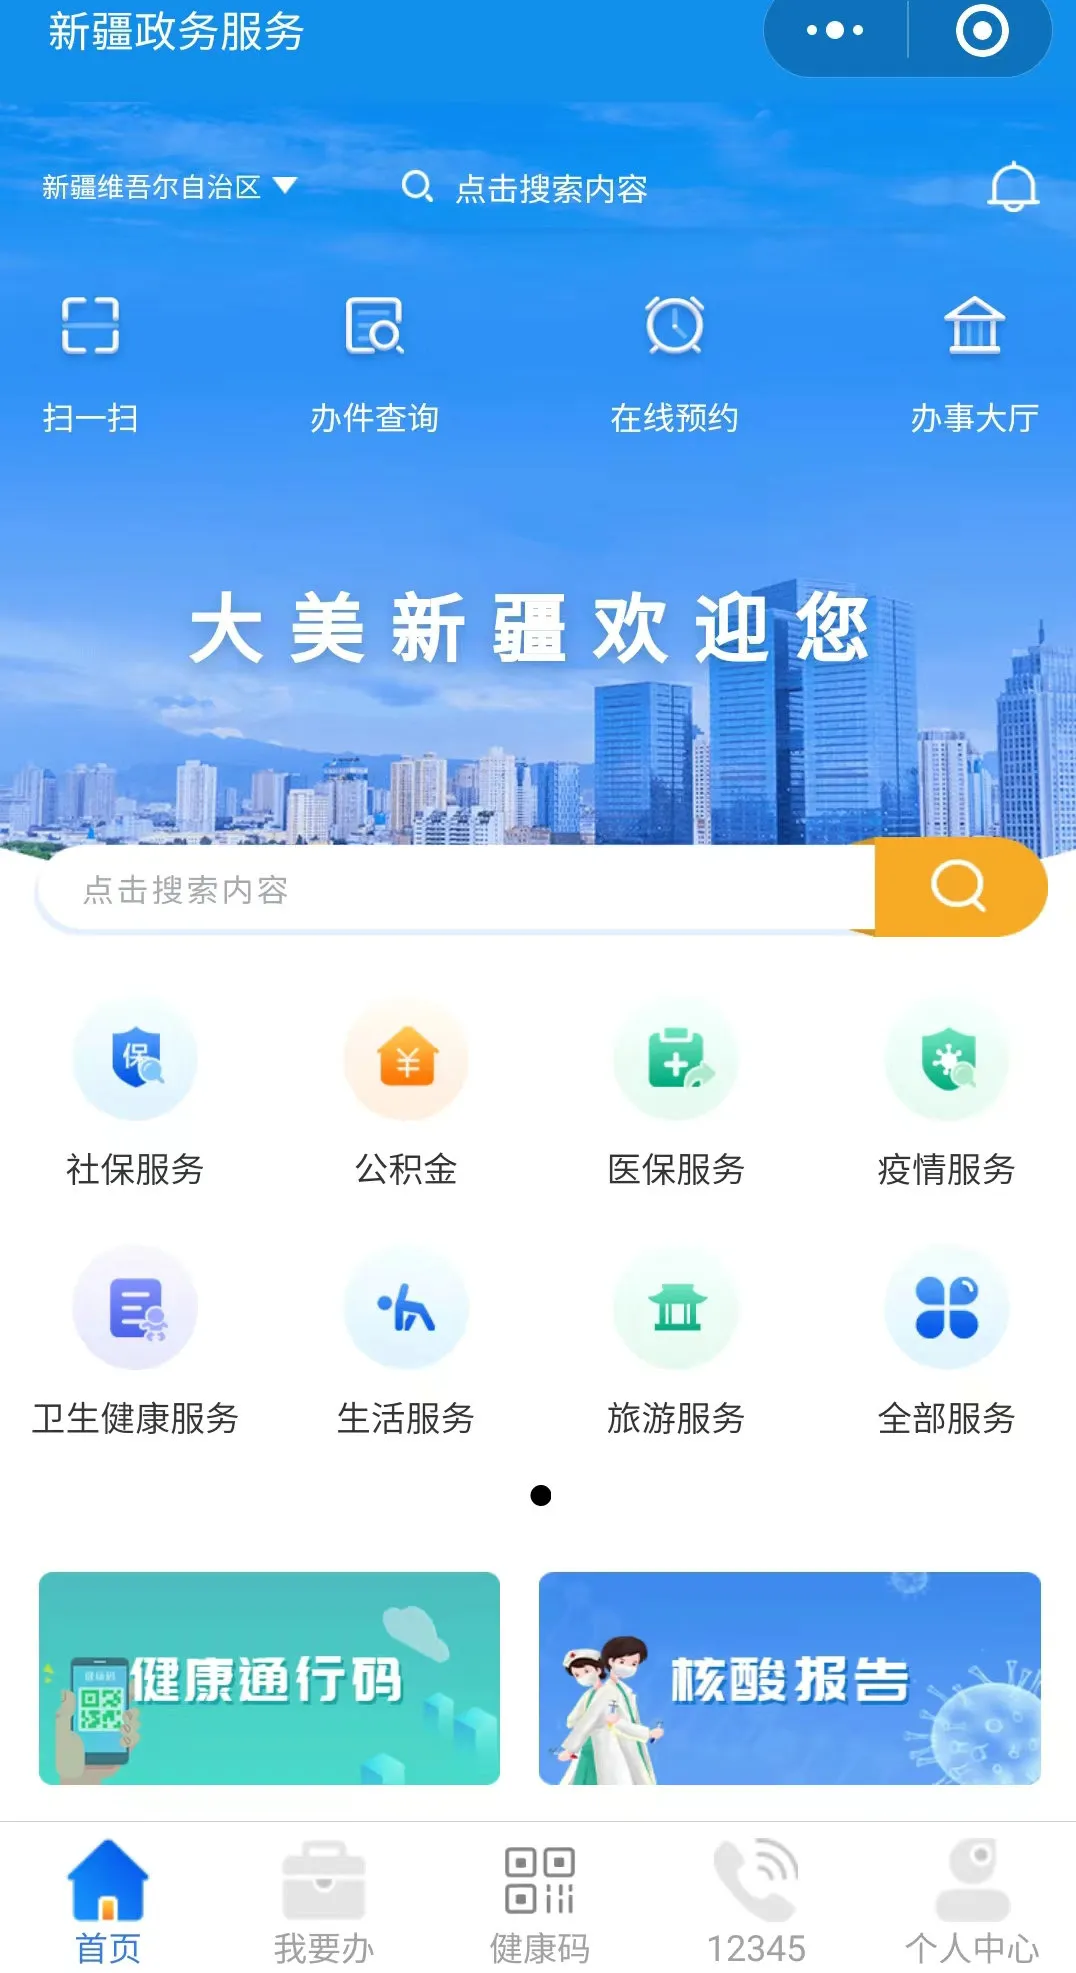 新疆政务服务
新疆维吾尔自治区 点击搜索内容
扫一扫 办件查询 在线预约 办事大厅
大美新疆欢迎您
点击搜索内容
保 ¥
社保服务 公积金 医保服务 疫情服务
卫生健康服务 生活服务 旅游服务 全部服务
健康码
健康通行码 核酸报告
首页 我要办 健康码 12345 个人中心